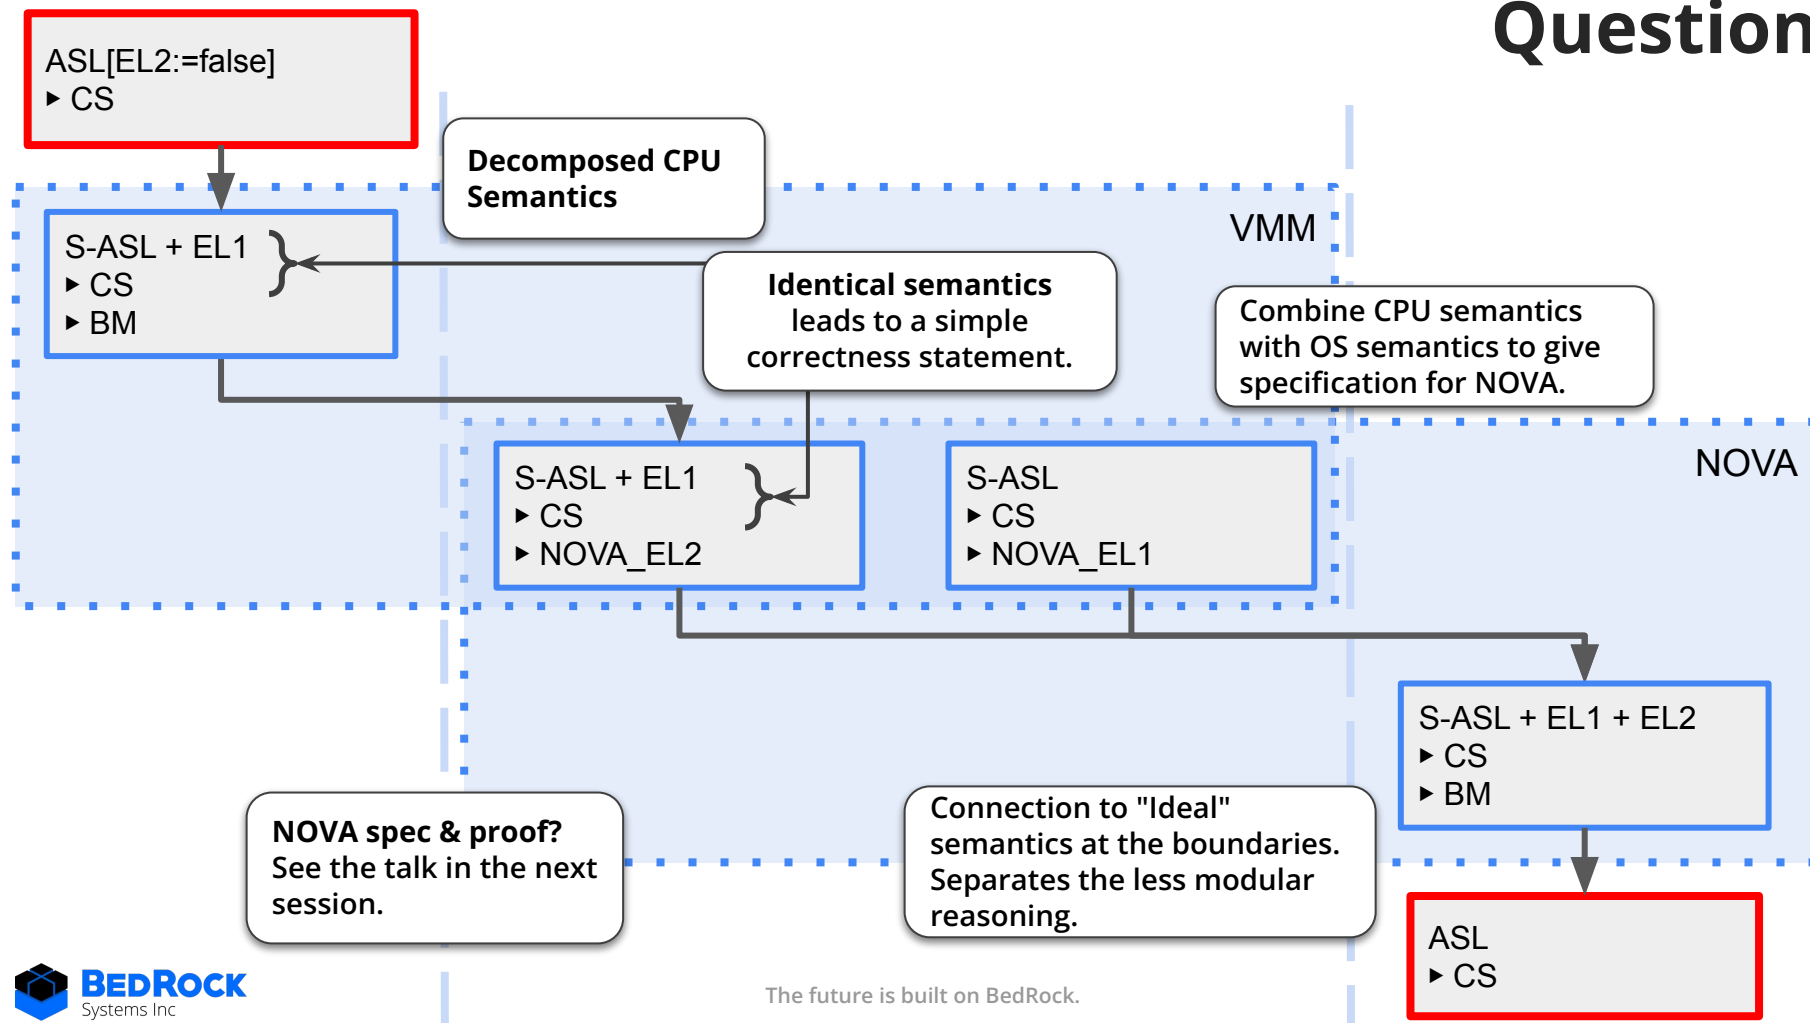 Question
ASL[EL2:=false]
▸ CS
Decomposed CPU
Semantics
VMM
S-ASL + EL1
▸ CS
▸ BM
Identical semantics
leads to a simple
correctness statement.
Combine CPU semantics
with OS semantics to give
specification for NOVA.
NOVA
S-ASL + EL1
▸ CS
▸ NOVA_EL2
S-ASL
▸ CS
▸ NOVA_EL1
S-ASL + EL1 + EL2
▸ CS
▸ BM
NOVA spec & proof?
See the talk in the next
session.
Connection to "Ideal"
semantics at the boundaries.
Separates the less modular
reasoning.
ASL
▸ CS
BEDROCK
Systems Inc
The future is built on BedRock.